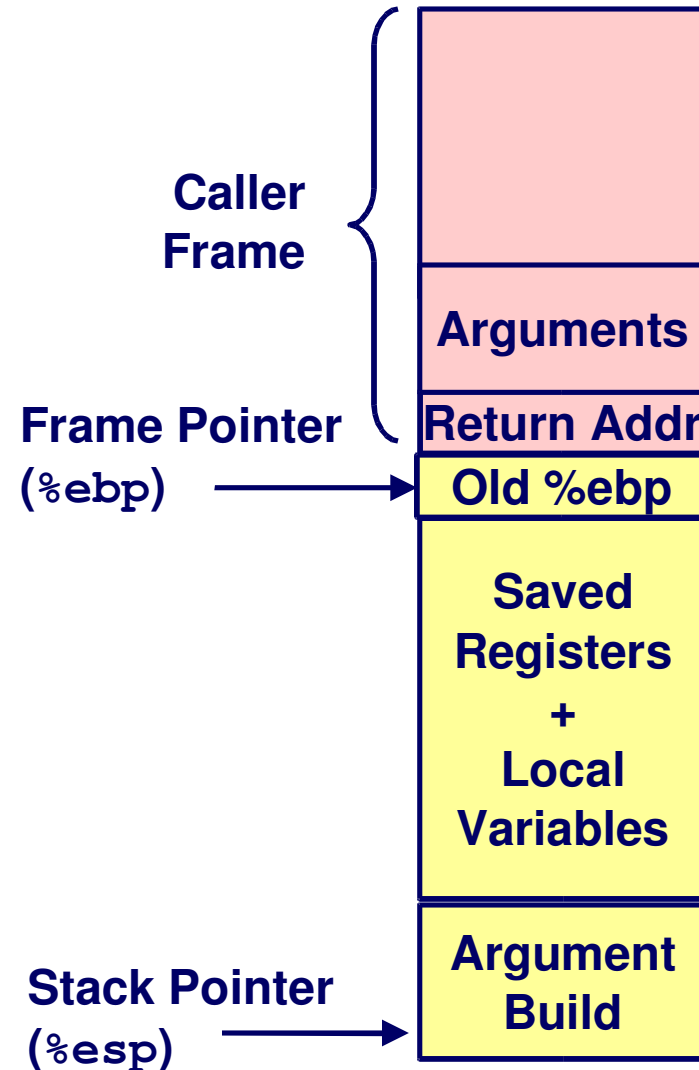 Caller
Frame
Arguments
Return Addr
Frame Pointer
(%ebp)
Old %ebp
Saved
Registers
+
Local
Variables
Argument
Build
Stack Pointer
(%esp)